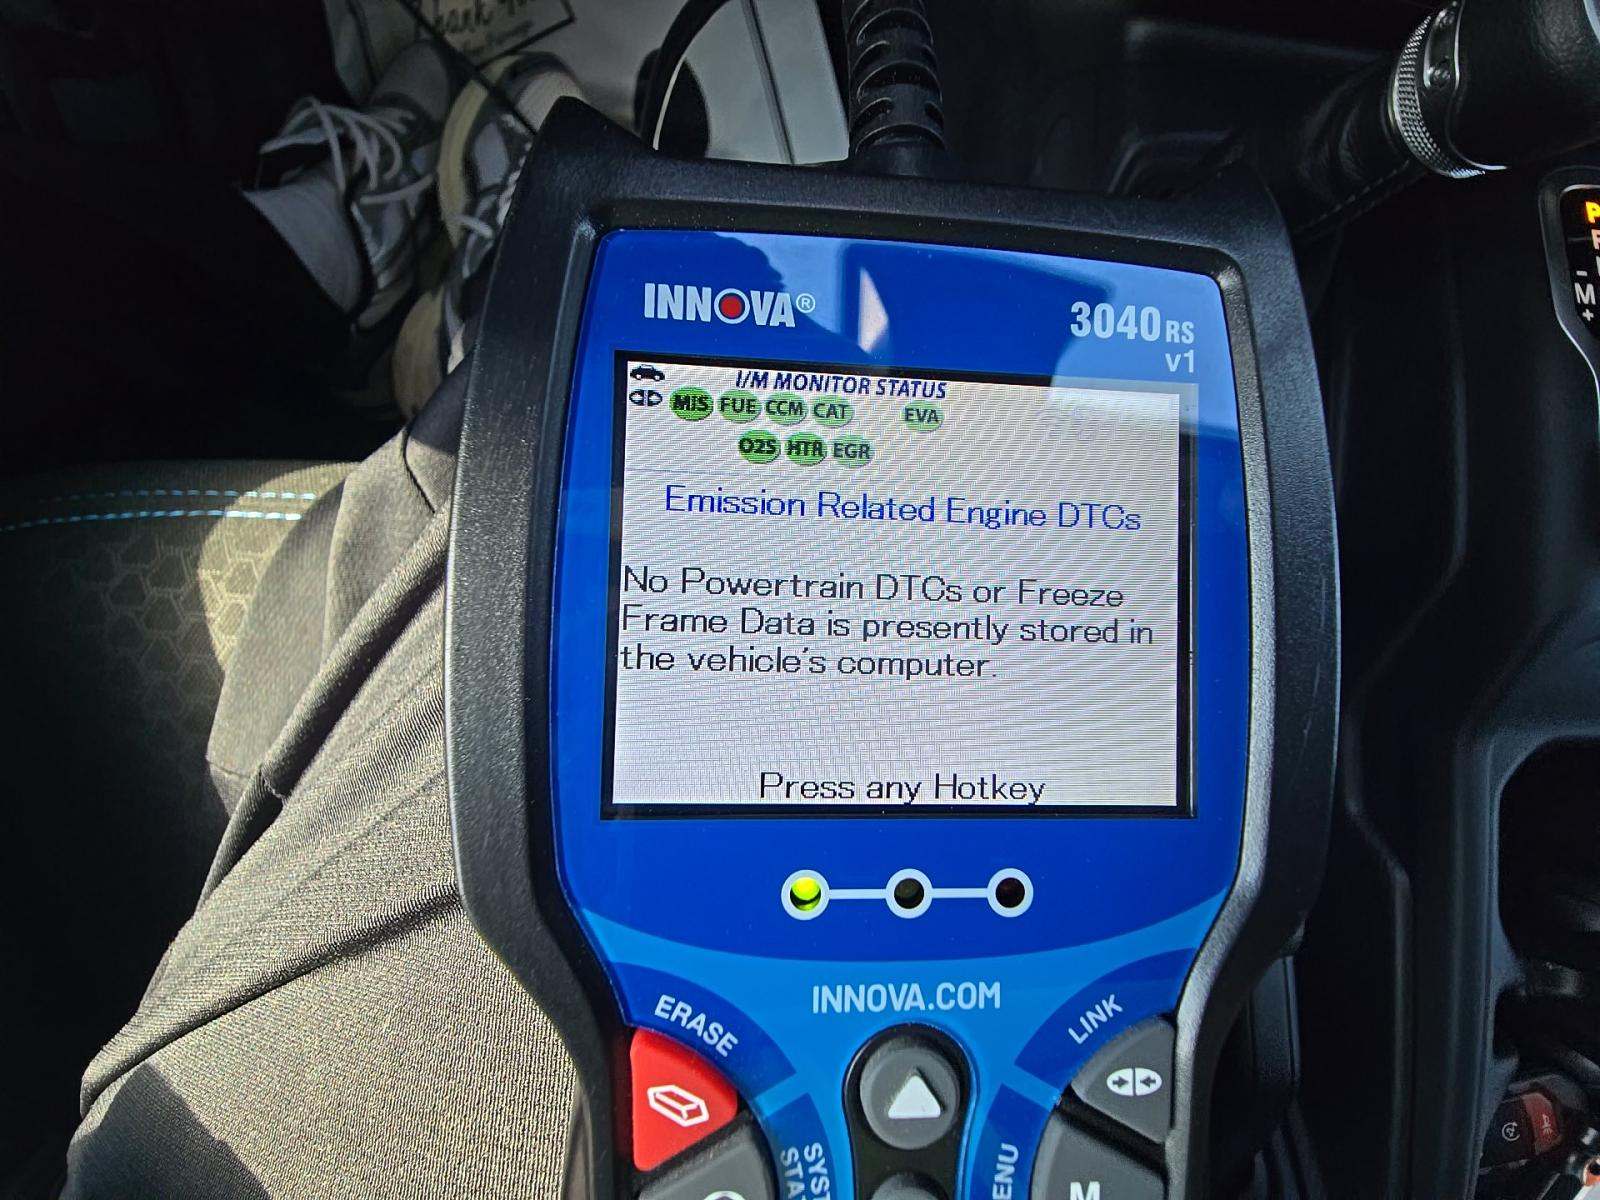 Thank You
INNOVA®
3040RS
v1
I/M MONITOR STATUS
MIS FUE CCM CAT EVA
O2S HTR EGR
Emission Related Engine DTCs
No Powertrain DTCs or Freeze
Frame Data is presently stored in
the vehicle's computer.
Press any Hotkey
INNOVA.COM
ERASE
LINK
M
M
+